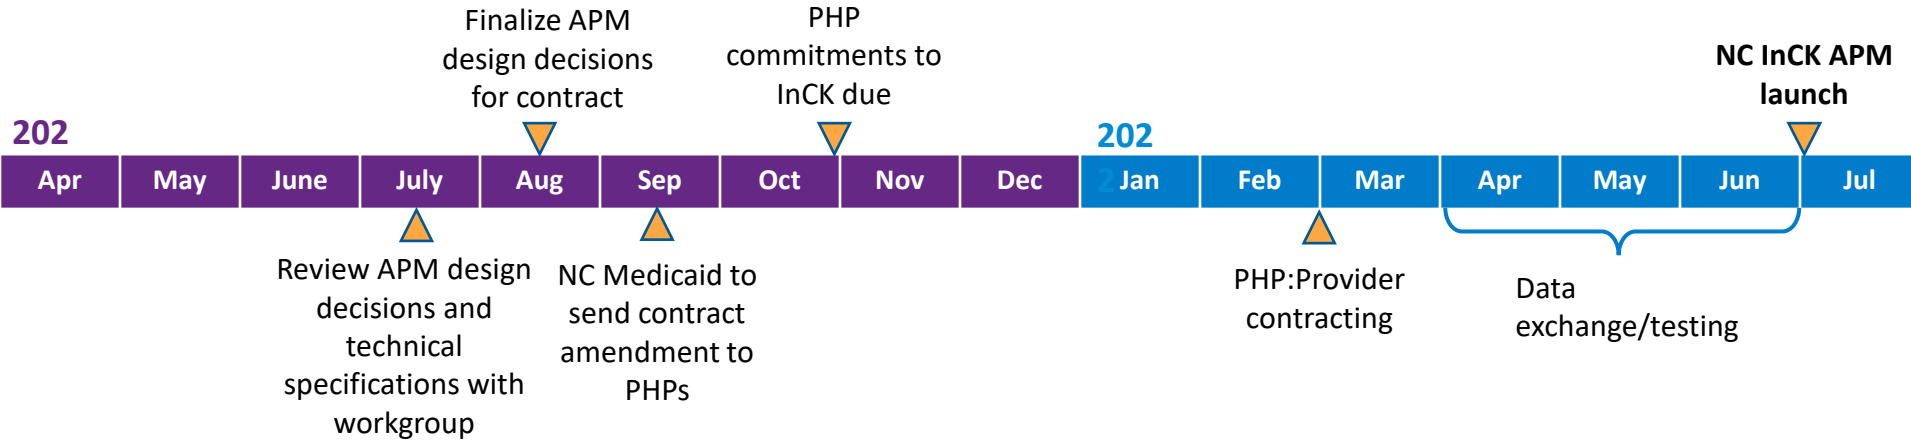 Finalize APM
design decisions
for contract
PHP
commitments to
InCK due
NC InCK APM
launch
202
202
2
Apr May June July Aug Sep Oct Nov Dec Jan Feb Mar Apr May Jun Jul
Review APM design
decisions and
technical
specifications with
workgroup
NC Medicaid to
send contract
amendment to
PHPs
PHP:Provider
contracting
Data
exchange/testing